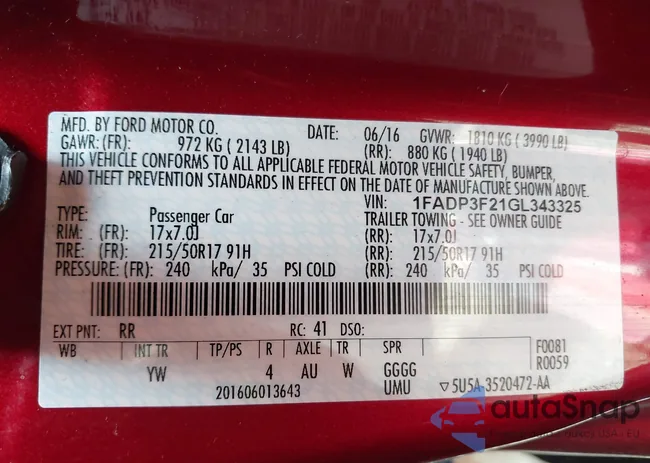 MFD. BY FORD MOTOR CO. DATE: 06/16 GVWR: 1810 KG ( 3990 LB)
GAWR: (FR): 972 KG ( 2143 LB) (RR): 880 KG ( 1940 LB)
THIS VEHICLE CONFORMS TO ALL APPLICABLE FEDERAL MOTOR VEHICLE SAFETY, BUMPER,
AND THEFT PREVENTION STANDARDS IN EFFECT ON THE DATE OF MANUFACTURE SHOWN ABOVE.
VIN: 1FADP3F21GL343325
TYPE: Passenger Car TRAILER TOWING - SEE OWNER GUIDE
RIM: (FR): 17x7.0J (RR): 17x7.0J
TIRE: (FR): 215/50R17 91H (RR): 215/50R17 91H
PRESSURE: (FR): 240 kPa/ 35 PSI COLD (RR): 240 kPa/ 35 PSI COLD
EXT PNT: RR RC: 41 DSO:
WB INT TR TP/PS R AXLE TR SPR F0081
YW 4 AU W GGGG R0059
201606013643 UMU ▽5U5A-3520472-AA
autoSnap